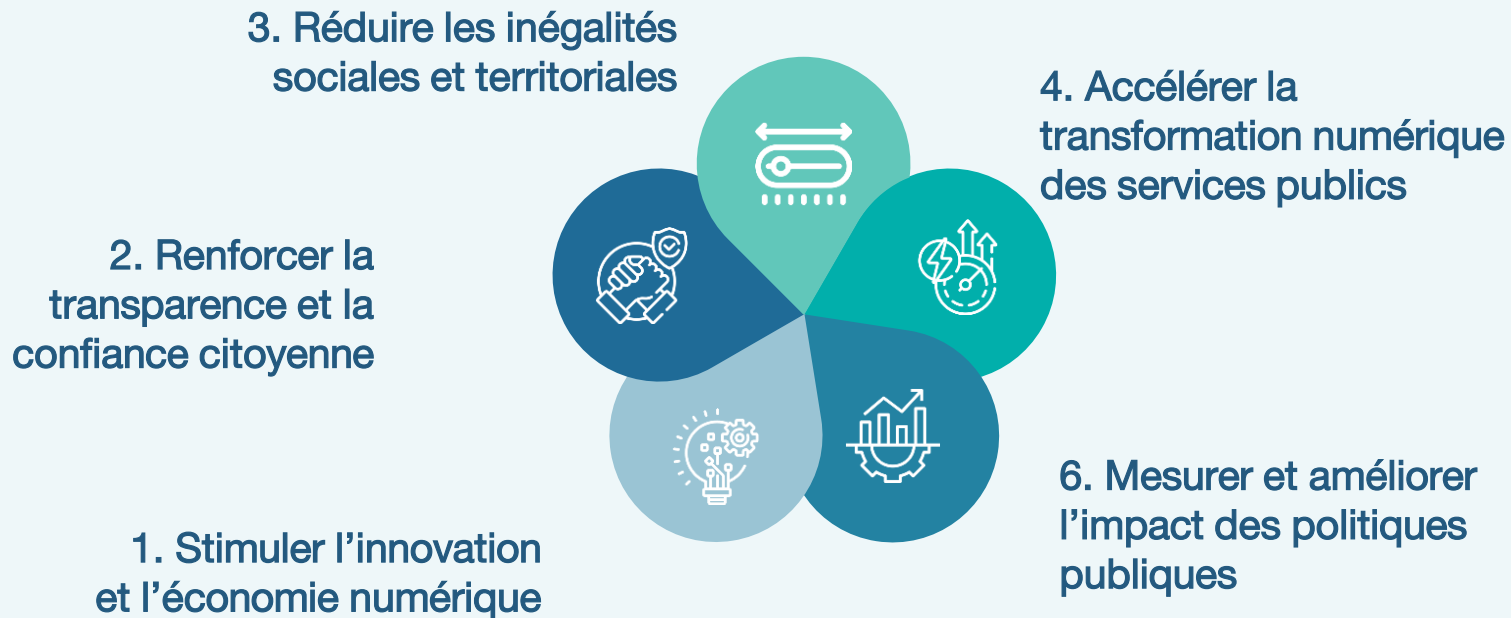 3. Réduire les inégalités
sociales et territoriales
4. Accélérer la
transformation numérique
des services publics
2. Renforcer la
transparence et la
confiance citoyenne
6. Mesurer et améliorer
l’impact des politiques
publiques
1. Stimuler l’innovation
et l’économie numérique